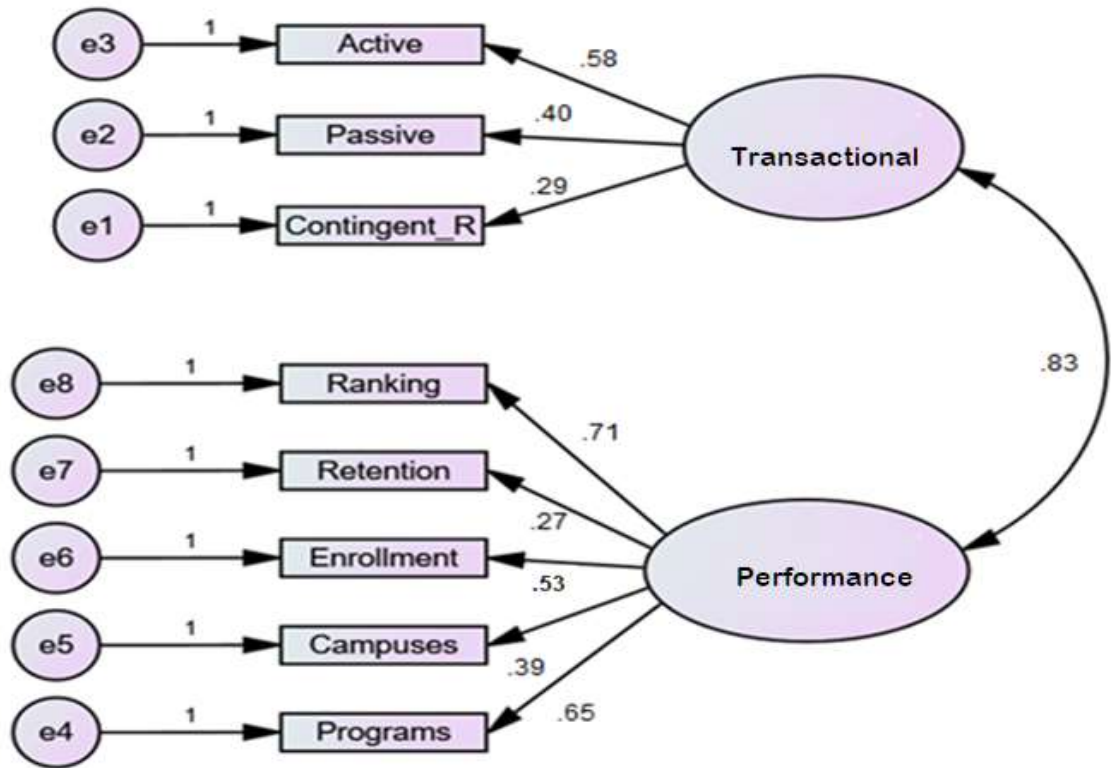 e3
1
Active
.58
e2
1
Passive
.40
Transactional
e1
1
Contingent_R
.29
.83
e8
1
Ranking
.71
e7
1
Retention
.27
e6
1
Enrollment
.53
Performance
e5
1
Campuses
.39
e4
1
Programs
.65